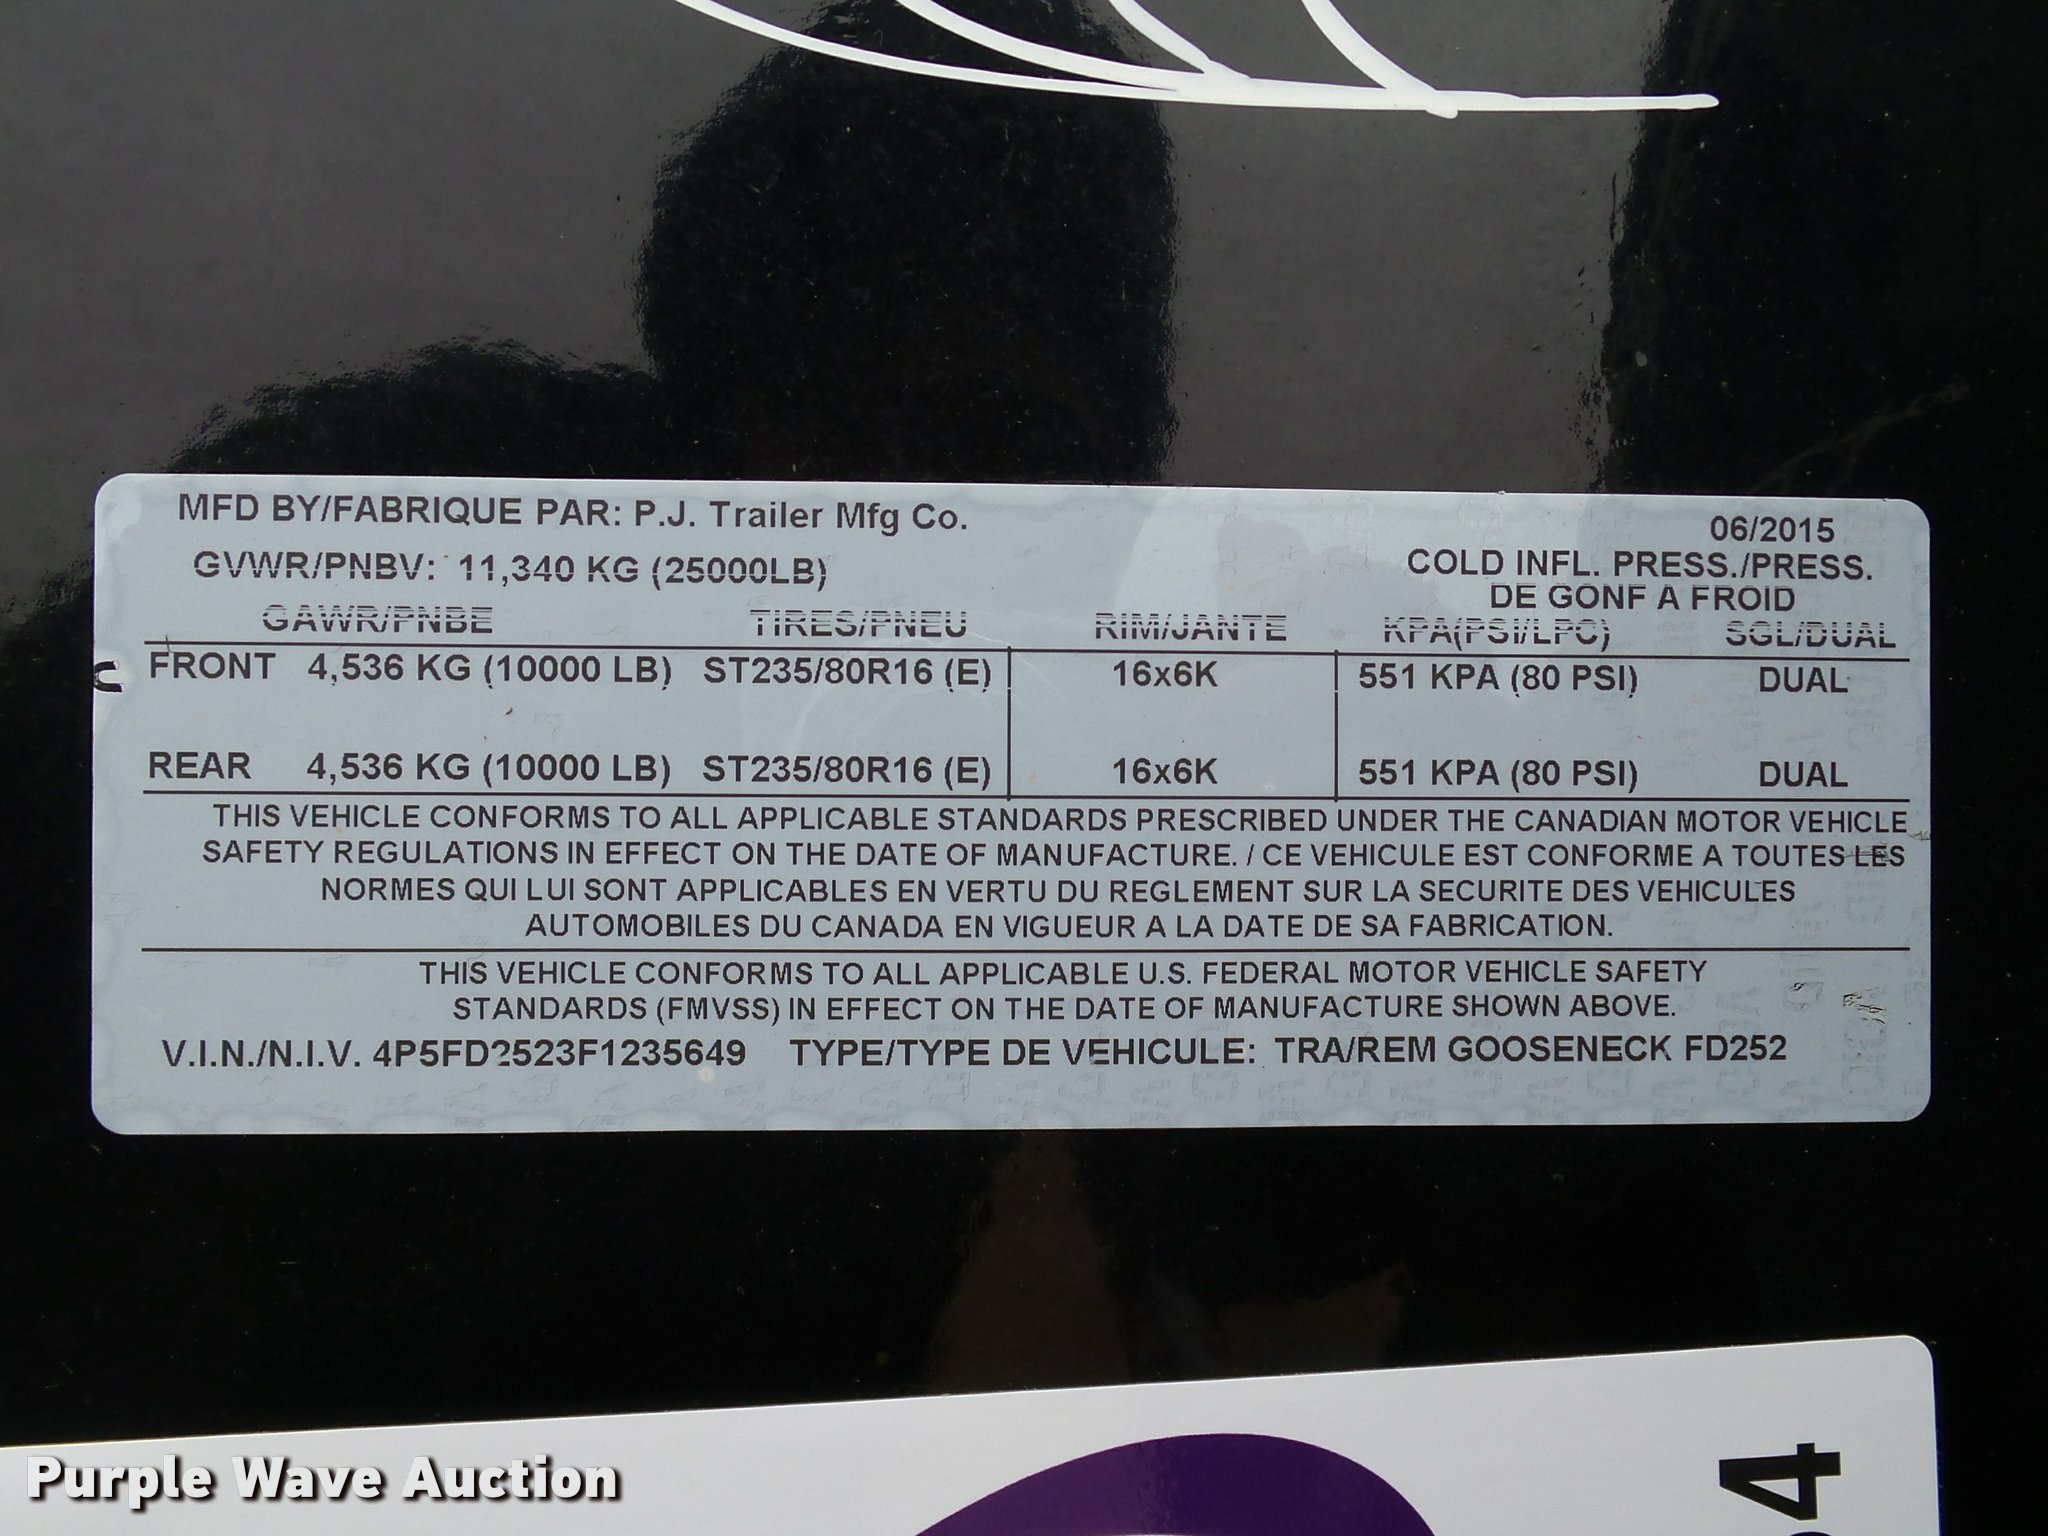 MFD BY/FABRIQUE PAR: P.J. Trailer Mfg Co.
06/2015
GVWR/PNBV: 11,340 KG (25000LB)
COLD INFL. PRESS./PRESS.
DE GONF A FROID
GAWR/PNBE TIRES/PNEU RIM/JANTE KPA(PSI/LPC) SGL/DUAL
FRONT 4,536 KG (10000 LB) ST235/80R16 (E) 16x6K 551 KPA (80 PSI) DUAL
REAR 4,536 KG (10000 LB) ST235/80R16 (E) 16x6K 551 KPA (80 PSI) DUAL
THIS VEHICLE CONFORMS TO ALL APPLICABLE STANDARDS PRESCRIBED UNDER THE CANADIAN MOTOR VEHICLE
SAFETY REGULATIONS IN EFFECT ON THE DATE OF MANUFACTURE. / CE VEHICULE EST CONFORME A TOUTES LES
NORMES QUI LUI SONT APPLICABLES EN VERTU DU REGLEMENT SUR LA SECURITE DES VEHICULES
AUTOMOBILES DU CANADA EN VIGUEUR A LA DATE DE SA FABRICATION.
THIS VEHICLE CONFORMS TO ALL APPLICABLE U.S. FEDERAL MOTOR VEHICLE SAFETY
STANDARDS (FMVSS) IN EFFECT ON THE DATE OF MANUFACTURE SHOWN ABOVE.
V.I.N./N.I.V. 4P5FD2523F1235649 TYPE/TYPE DE VEHICULE: TRA/REM GOOSENECK FD252
Purple Wave Auction